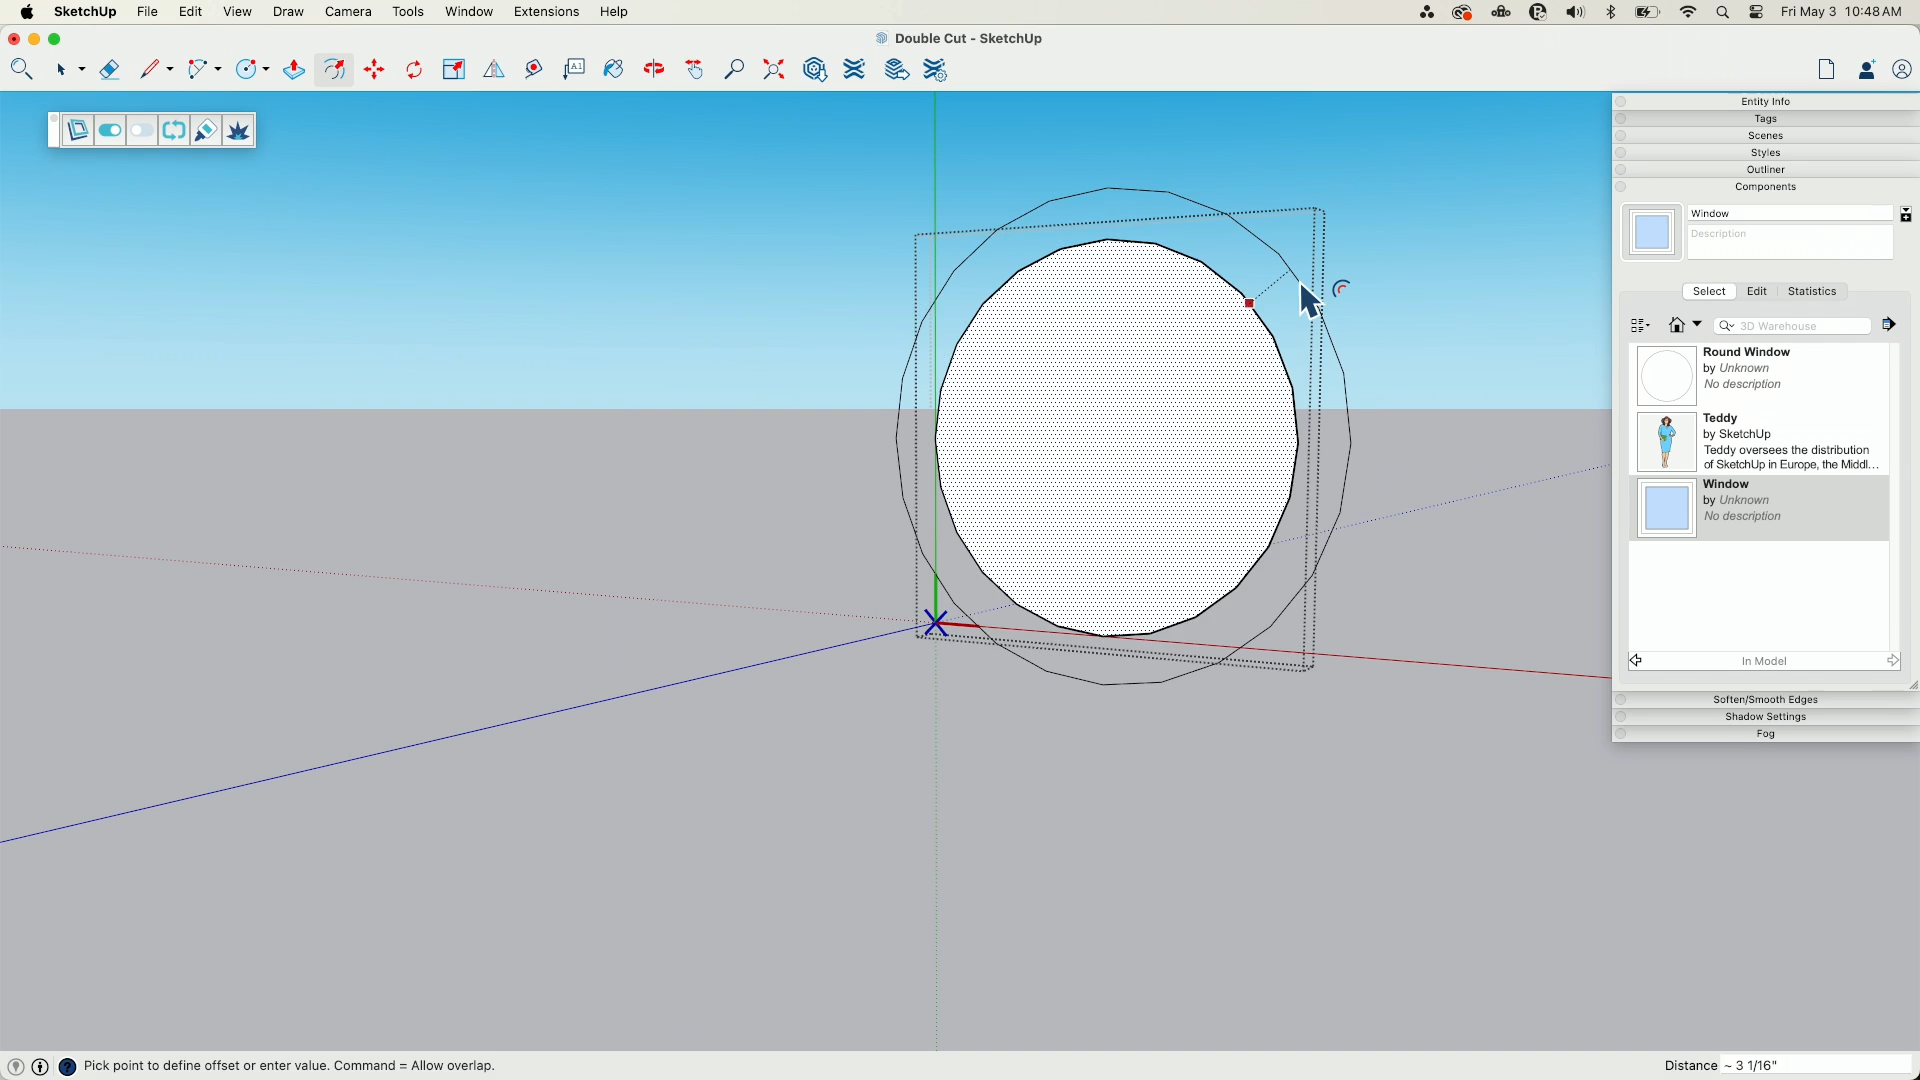 SketchUp File Edit View Draw Camera Tools Window Extensions Help Fri May 3 10:48 AM
Double Cut - SketchUp
A1
Entity Info
Tags
Scenes
Styles
Outliner
Components
Window
Description
Select Edit Statistics
3D Warehouse
Round Window
by Unknown
No description
Teddy
by SketchUp
Teddy oversees the distribution
of SketchUp in Europe, the Middl...
Window
by Unknown
No description
In Model
Soften/Smooth Edges
Shadow Settings
Fog
Pick point to define offset or enter value. Command = Allow overlap.
Distance ~ 3 1/16"